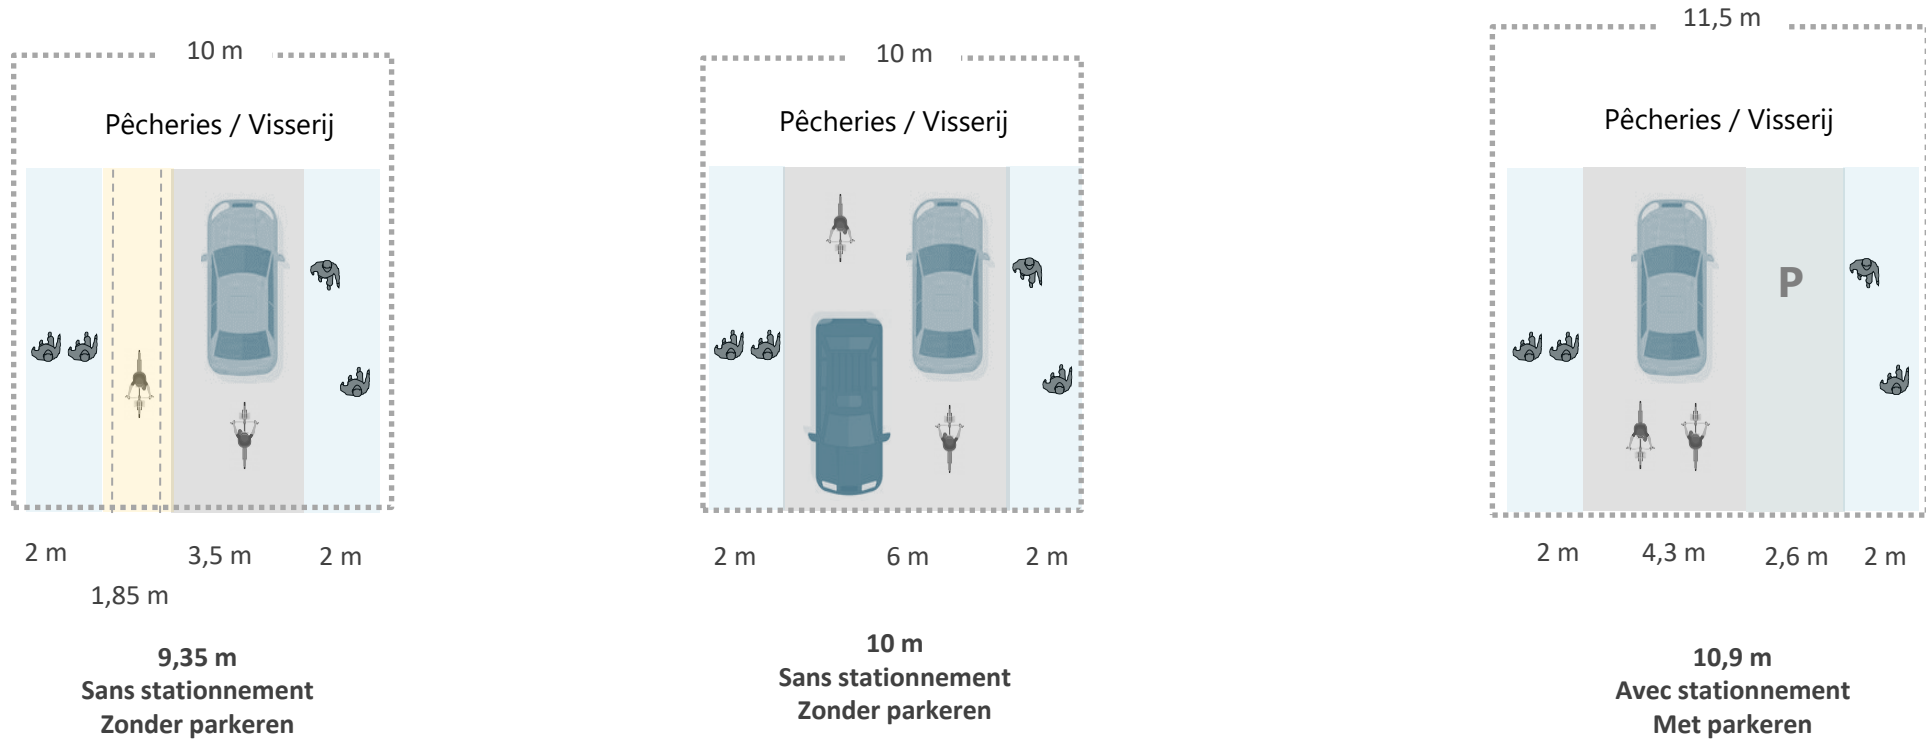 10 m
Pêcheries / Visserij
2 m
3,5 m
2 m
1,85 m
9,35 m
Sans stationnement
Zonder parkeren
10 m
Pêcheries / Visserij
2 m
6 m
2 m
10 m
Sans stationnement
Zonder parkeren
11,5 m
Pêcheries / Visserij
P
2 m
4,3 m
2,6 m
2 m
10,9 m
Avec stationnement
Met parkeren